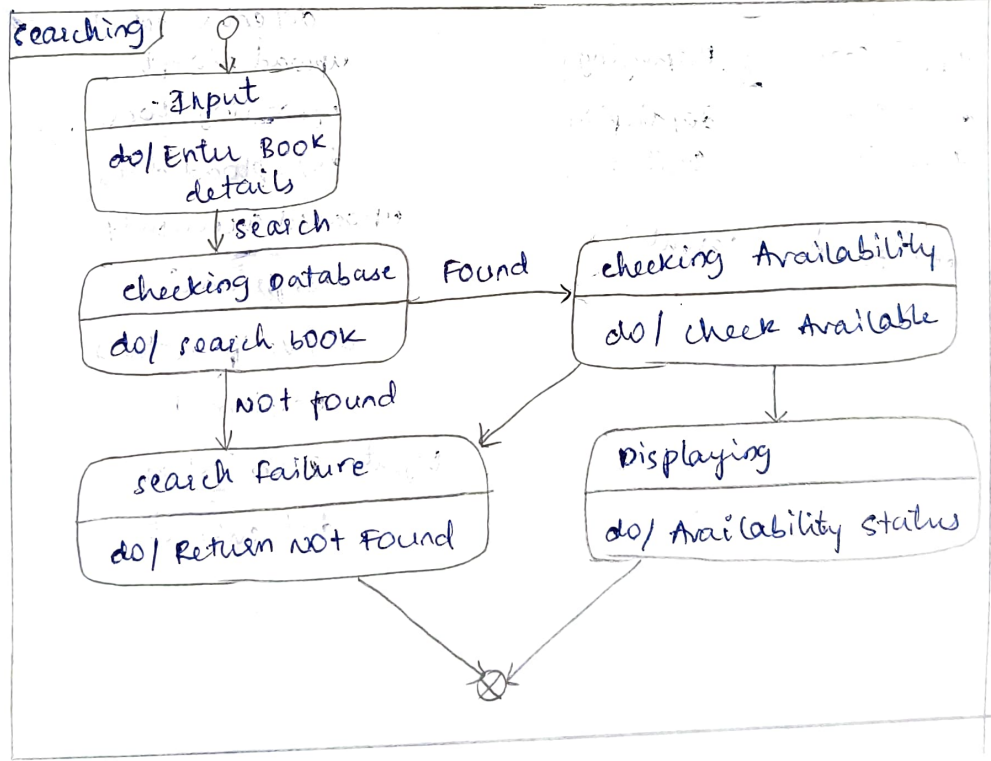 searching
Input
do/ Enter Book
details
search
checking Database
do/ search book
Found
checking Availability
do/ check Available
Not found
search failure
do/ Return Not Found
Displaying
do/ Availability Status